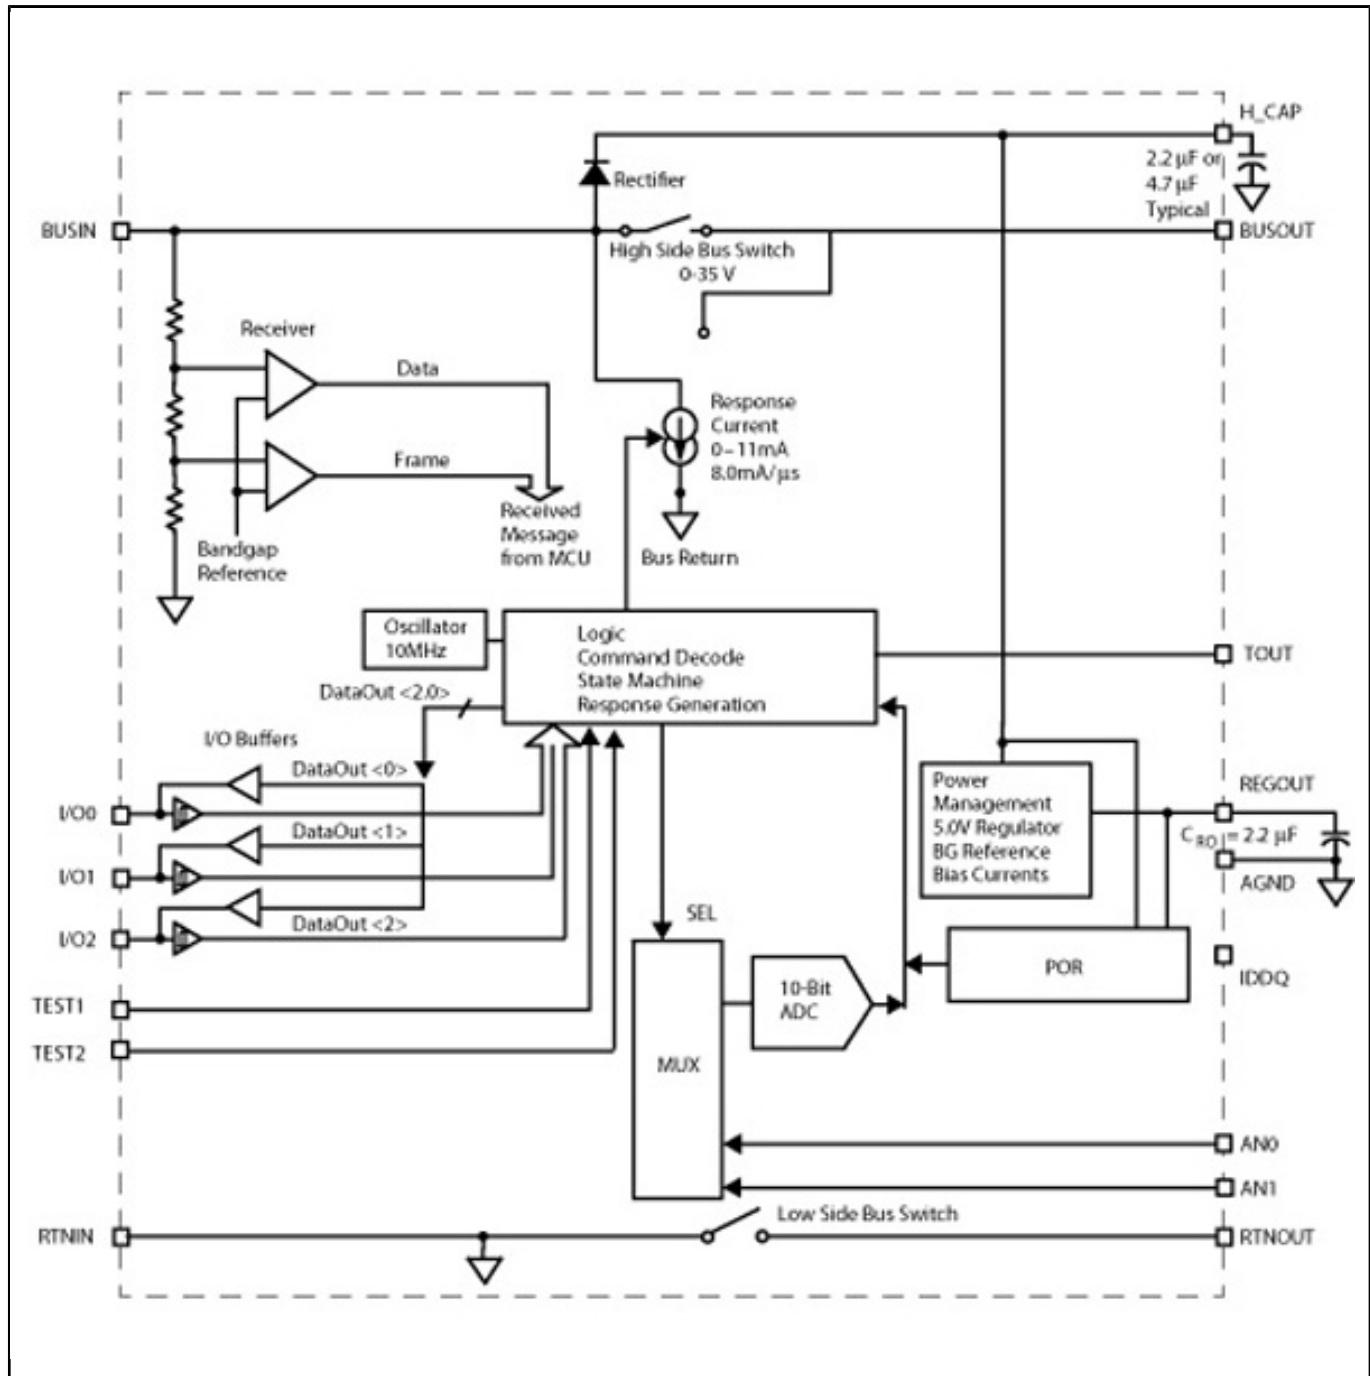 H_CAP
2.2 µF or
4.7 µF
Typical
Rectifier
BUSIN
BUSOUT
High Side Bus Switch
0-35 V
Receiver
Data
Response
Current
0–11mA
8.0mA/µs
Frame
Received
Message
from MCU
Bandgap
Reference
Bus Return
Oscillator
10MHz
Logic
Command Decode
State Machine
Response Generation
TOUT
DataOut <2.0>
I/O Buffers
DataOut <0>
I/O0
DataOut <1>
I/O1
DataOut <2>
I/O2
Power
Management
5.0V Regulator
BG Reference
Bias Currents
REGOUT
C RO = 2.2 µF
AGND
SEL
POR
IDDQ
10-Bit
ADC
TEST1
TEST2
MUX
AN0
AN1
Low Side Bus Switch
RTNIN
RTNOUT